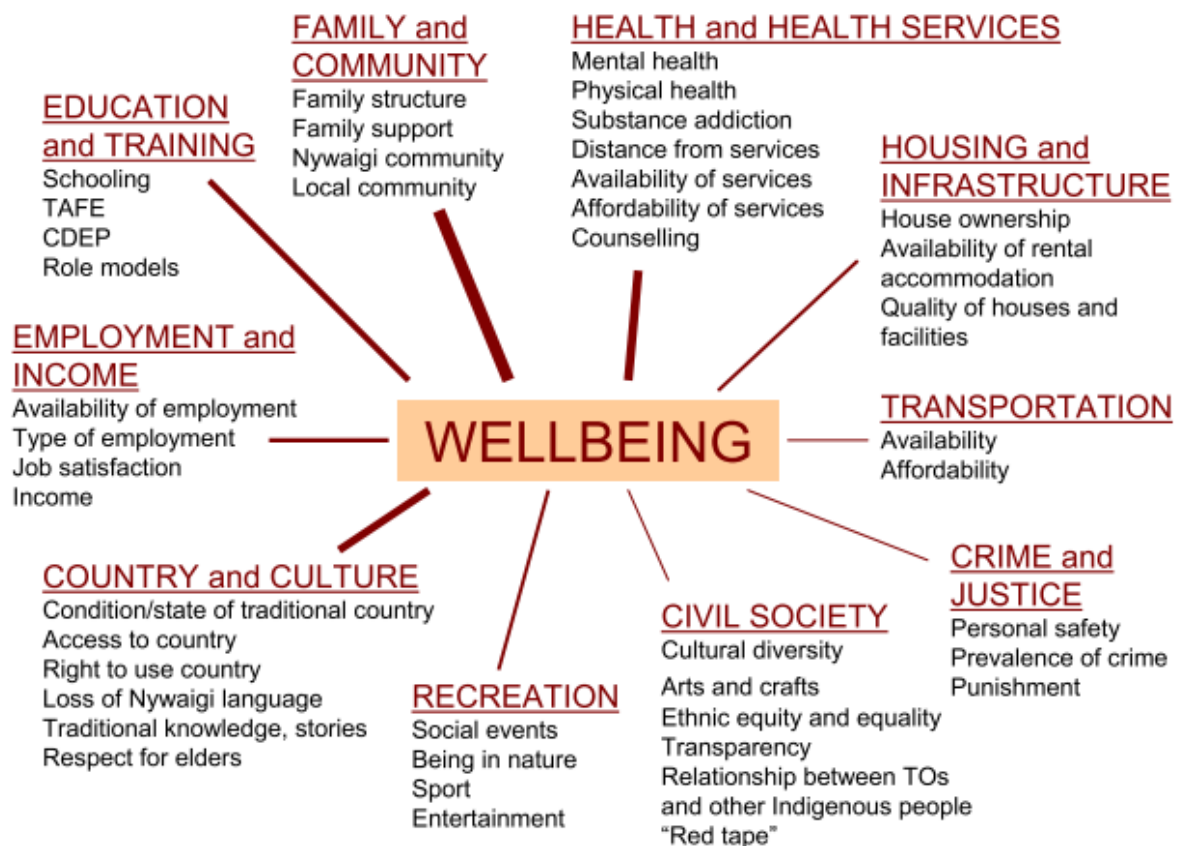 FAMILY and
COMMUNITY
Family structure
Family support
Nywaigi community
Local community
HEALTH and HEALTH SERVICES
Mental health
Physical health
Substance addiction
Distance from services
Availability of services
Affordability of services
Counselling
EDUCATION
and TRAINING
Schooling
TAFE
CDEP
Role models
HOUSING and
INFRASTRUCTURE
House ownership
Availability of rental
accommodation
Quality of houses and
facilities
EMPLOYMENT and
INCOME
Availability of employment
Type of employment
Job satisfaction
Income
WELLBEING
TRANSPORTATION
Availability
Affordability
COUNTRY and CULTURE
Condition/state of traditional country
Access to country
Right to use country
Loss of Nywaigi language
Traditional knowledge, stories
Respect for elders
RECREATION
Social events
Being in nature
Sport
Entertainment
CIVIL SOCIETY
Cultural diversity
Arts and crafts
Ethnic equity and equality
Transparency
Relationship between TOs
and other Indigenous people
“Red tape”
CRIME and
JUSTICE
Personal safety
Prevalence of crime
Punishment